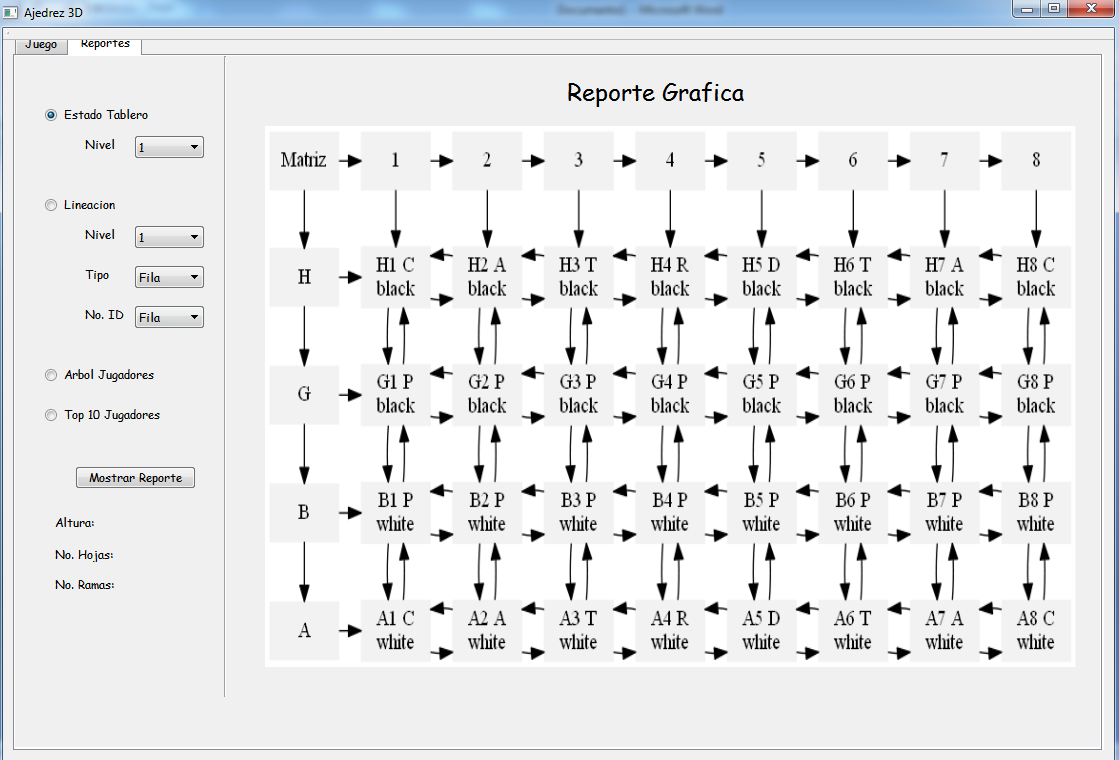 Ajedrez 3D
Documento1 - Microsoft Word
Juego
Reportes
Estado Tablero
Nivel
1
Lineacion
Nivel
1
Tipo
Fila
No. ID
Fila
Arbol Jugadores
Top 10 Jugadores
Mostrar Reporte
Altura:
No. Hojas:
No. Ramas:
Reporte Grafica
Matriz 1 2 3 4 5 6 7 8
H
H1 C H2 A H3 T H4 R H5 D H6 T H7 A H8 C
black black black black black black black black
G
G1 P G2 P G3 P G4 P G5 P G6 P G7 P G8 P
black black black black black black black black
B
B1 P B2 P B3 P B4 P B5 P B6 P B7 P B8 P
white white white white white white white white
A
A1 C A2 A A3 T A4 R A5 D A6 T A7 A A8 C
white white white white white white white white